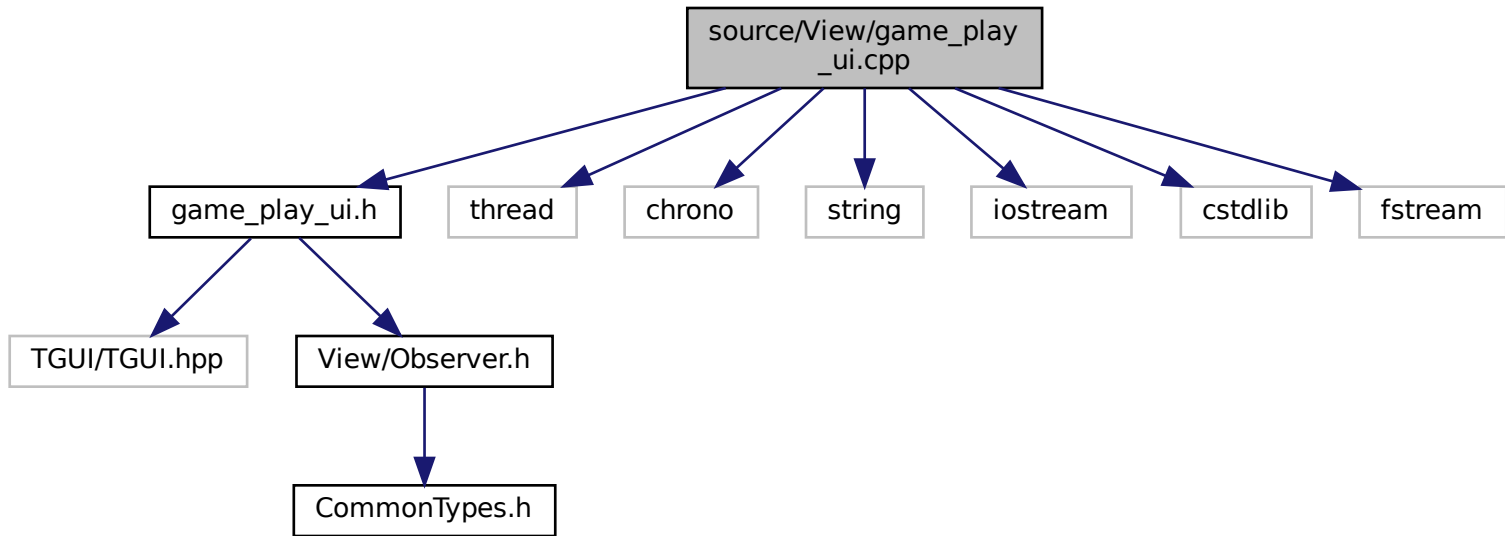 source/View/game_play
_ui.cpp
game_play_ui.h
thread
chrono
string
iostream
cstdlib
fstream
TGUI/TGUI.hpp
View/Observer.h
CommonTypes.h